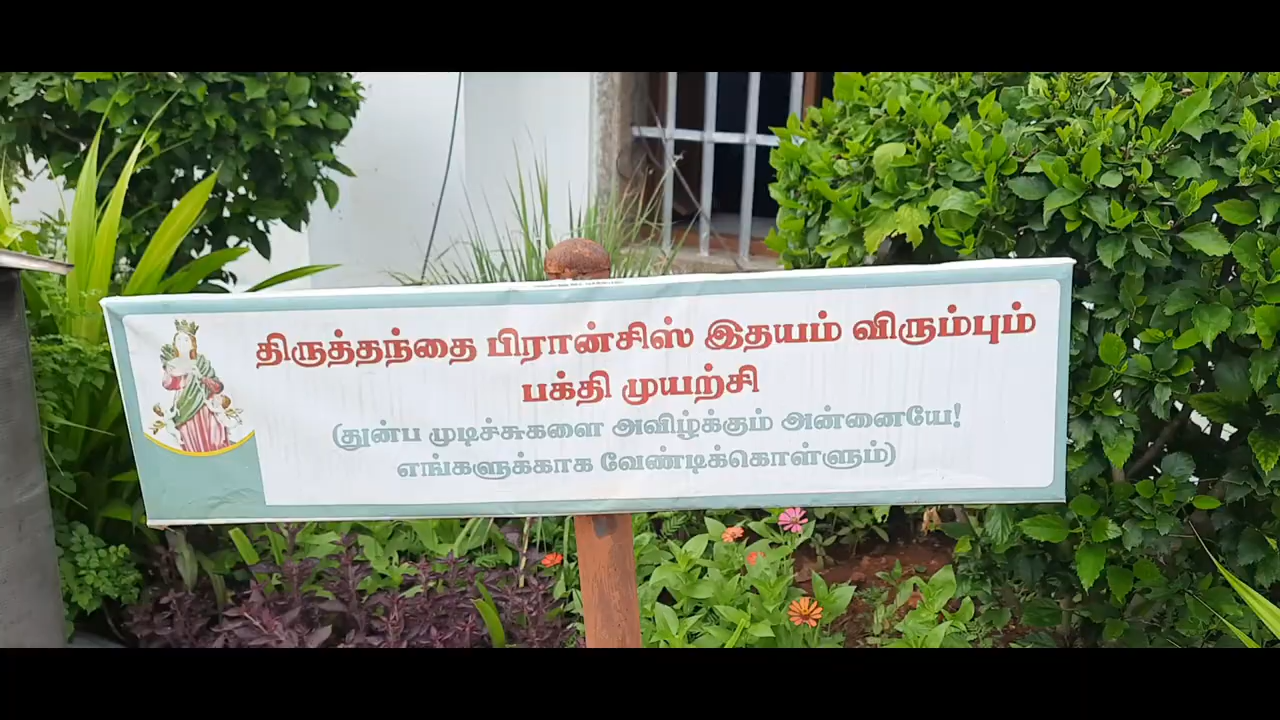 திருத்தந்தை பிரான்சிஸ் இதயம் விரும்பும்
பக்தி முயற்சி
(துன்ப முடிச்சுகளை அவிழ்க்கும் அன்னையே!
எங்களுக்காக வேண்டிக்கொள்ளும்)